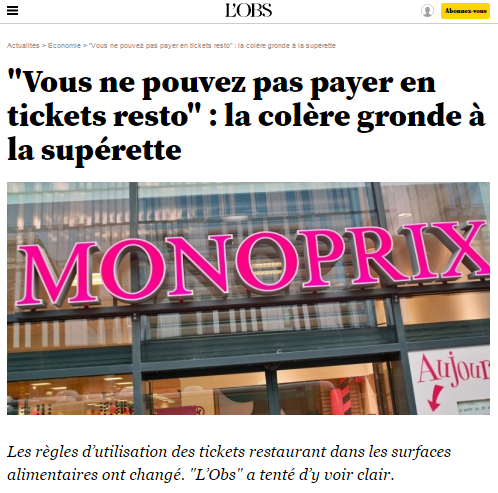 L'OBS
Abonnez-vous
Actualités > Economie > "Vous ne pouvez pas payer en tickets resto" : la colère gronde à la supérette
"Vous ne pouvez pas payer en
tickets resto" : la colère gronde à
la supérette
MONOPRIX
Aujour
Les règles d’utilisation des tickets restaurant dans les surfaces
alimentaires ont changé. "L’Obs" a tenté d’y voir clair.